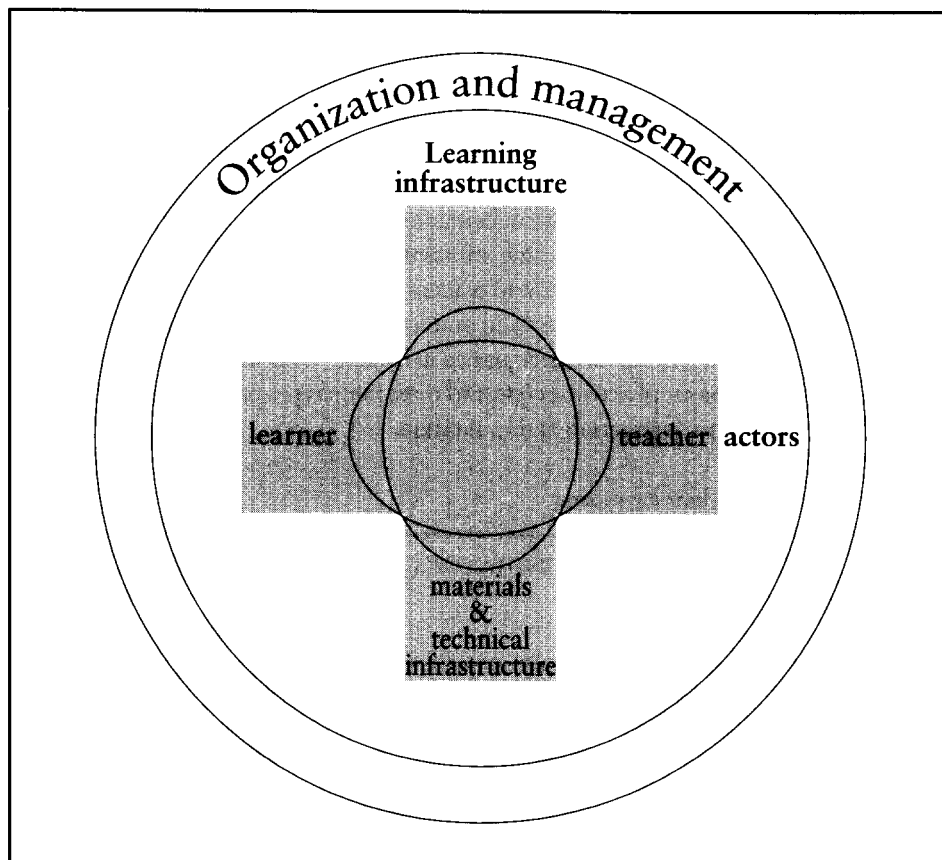 Organization and management
Learning
infrastructure
learner
teacher actors
materials
&
technical
infrastructure